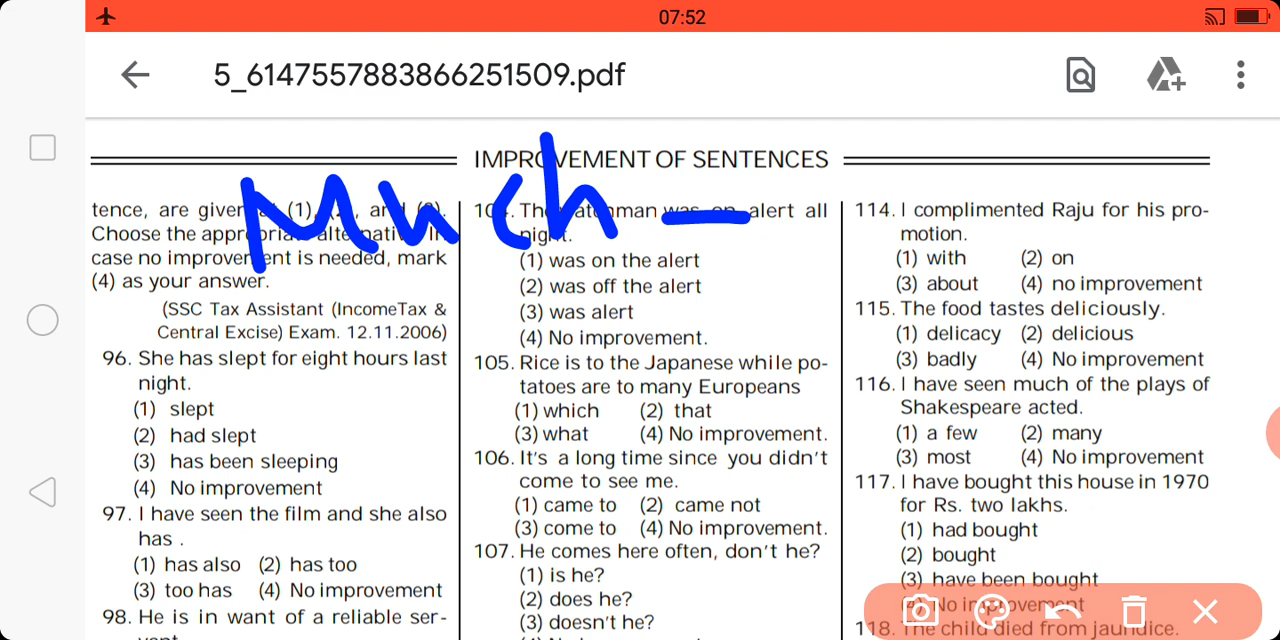 07:52
5_6147557883866251509.pdf
IMPROVEMENT OF SENTENCES
Much
tence, are given at (1), (2), and (3).
Choose the appropriate alternative. In
case no improvement is needed, mark
(4) as your answer.
(SSC Tax Assistant (IncomeTax &
Central Excise) Exam. 12.11.2006)
96. She has slept for eight hours last
night.
(1) slept
(2) had slept
(3) has been sleeping
(4) No improvement
97. I have seen the film and she also
has .
(1) has also (2) has too
(3) too has (4) No improvement
98. He is in want of a reliable ser-
104. The watchman was on alert all
night.
(1) was on the alert
(2) was off the alert
(3) was alert
(4) No improvement.
105. Rice is to the Japanese while po-
tatoes are to many Europeans
(1) which (2) that
(3) what (4) No improvement.
106. It's a long time since you didn't
come to see me.
(1) came to (2) came not
(3) come to (4) No improvement.
107. He comes here often, don't he?
(1) is he?
(2) does he?
(3) doesn't he?
114. I complimented Raju for his pro-
motion.
(1) with (2) on
(3) about (4) no improvement
115. The food tastes deliciously.
(1) delicacy (2) delicious
(3) badly (4) No improvement
116. I have seen much of the plays of
Shakespeare acted.
(1) a few (2) many
(3) most (4) No improvement
117. I have bought this house in 1970
for Rs. two lakhs.
(1) had bought
(2) bought
(3) have been bought
(4) No improvement
118. The child died from jaundice.